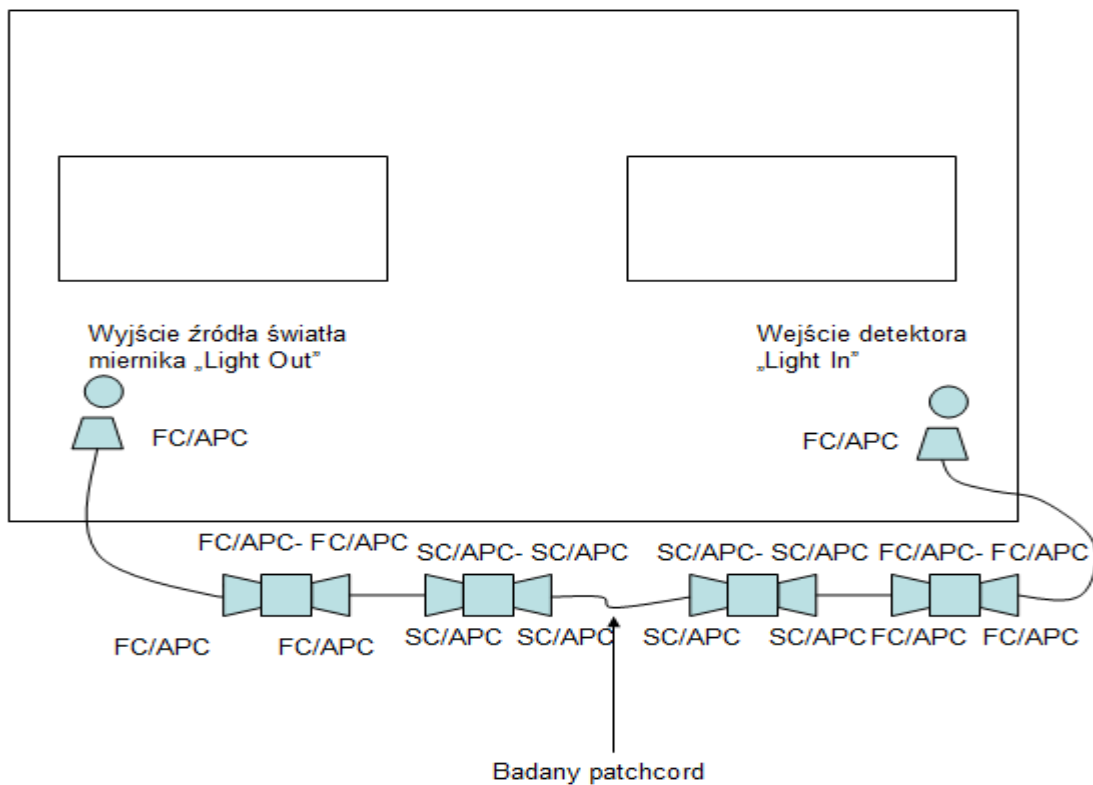 Wyjście źródła światła
miernika „Light Out”
Wejście detektora
„Light In”
FC/APC
FC/APC
FC/APC- FC/APC
SC/APC- SC/APC
SC/APC- SC/APC
FC/APC- FC/APC
FC/APC
FC/APC
SC/APC
SC/APC
SC/APC
SC/APC
FC/APC
FC/APC
Badany patchcord